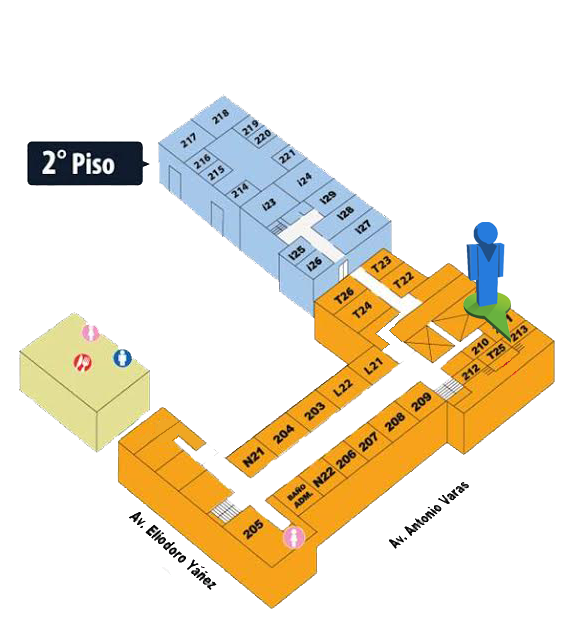 218
219
217
220
2° Piso
216
221
215
I24
214
I29
I23
I28
I27
I25
I26
T23
T22
T26
T24
213
210
T25
212
L21
L22
209
203
208
204
207
N21
206
N22
BAÑO
ADM.
205
Av. Antonio Varas
Av. Eliodoro Yáñez